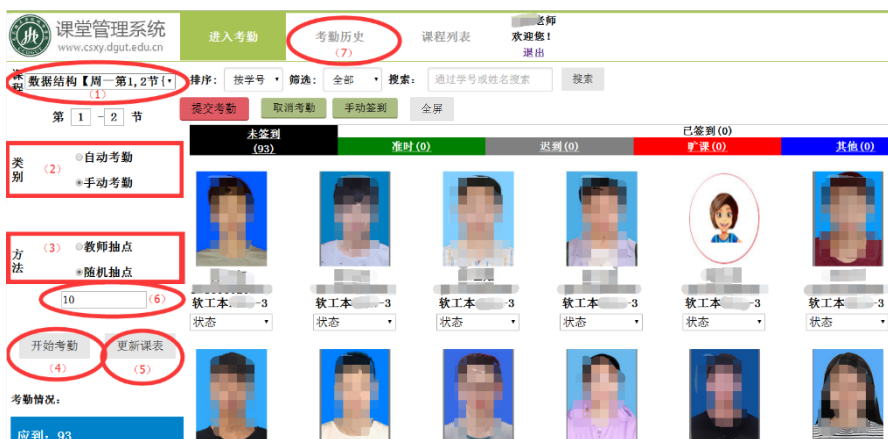 课堂管理系统
www.csxy.dgut.edu.cn
进入考勤
考勤历史
(7)
课程列表
老师
欢迎您！
退出
课程
数据结构【周一第1,2节{
(1)
第 1 - 2 节
排序： 按学号 筛选： 全部 搜索： 通过学号或姓名搜索 搜索
提交考勤 取消考勤 手动签到 全屏
未签到
(93)
已签到(0)
准时(0) 迟到(0) 旷课(0) 其他(0)
类别
(2)
自动考勤
手动考勤
方法
(3)
教师抽点
随机抽点
10
(6)
开始考勤
(4)
更新课表
(5)
考勤情况：
应到：93
软工本 -3 软工本 -3 软工本 -3 软工本 -3 软工本 -3 软工本 -3
状态 状态 状态 状态 状态 状态